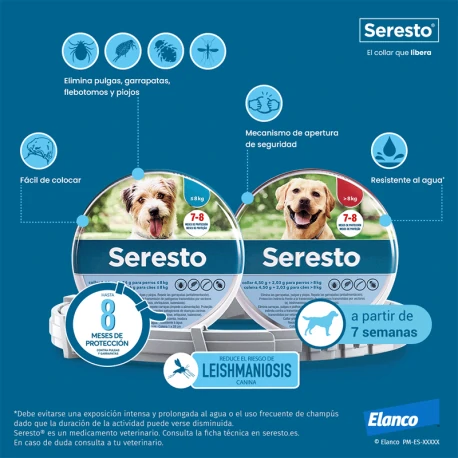 Seresto®
El collar que libera
Elimina pulgas, garrapatas,
flebotomos y piojos
Mecanismo de apertura
de seguridad
Fácil de colocar
Resistente al agua*
≤8 kg
7-8
MESES DE PROTECCIÓN
>8 kg
7-8
MESES DE PROTECCIÓN
Seresto
Seresto
HASTA
8
MESES DE
PROTECCIÓN
CONTRA PULGAS
Y GARRAPATAS
a partir de
7 semanas
REDUCE EL RIESGO DE
LEISHMANIOSIS
CANINA
*Debe evitarse una exposición intensa y prolongada al agua o el uso frecuente de champús
dado que la duración de la actividad puede verse disminuida.
Seresto® es un medicamento veterinario. Consulta la ficha técnica en seresto.es.
En caso de duda consulta a tu veterinario.
Elanco
© Elanco PM-ES-XXXXX